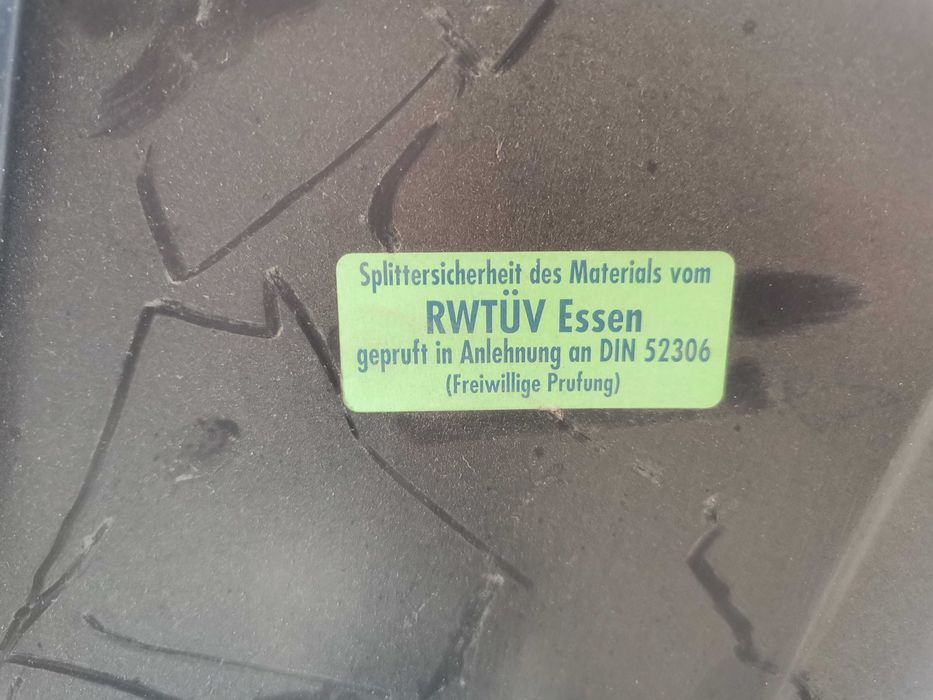 Splittersicherheit des Materials vom
RWTÜV Essen
gepruft in Anlehnung an DIN 52306
(Freiwillige Prufung)